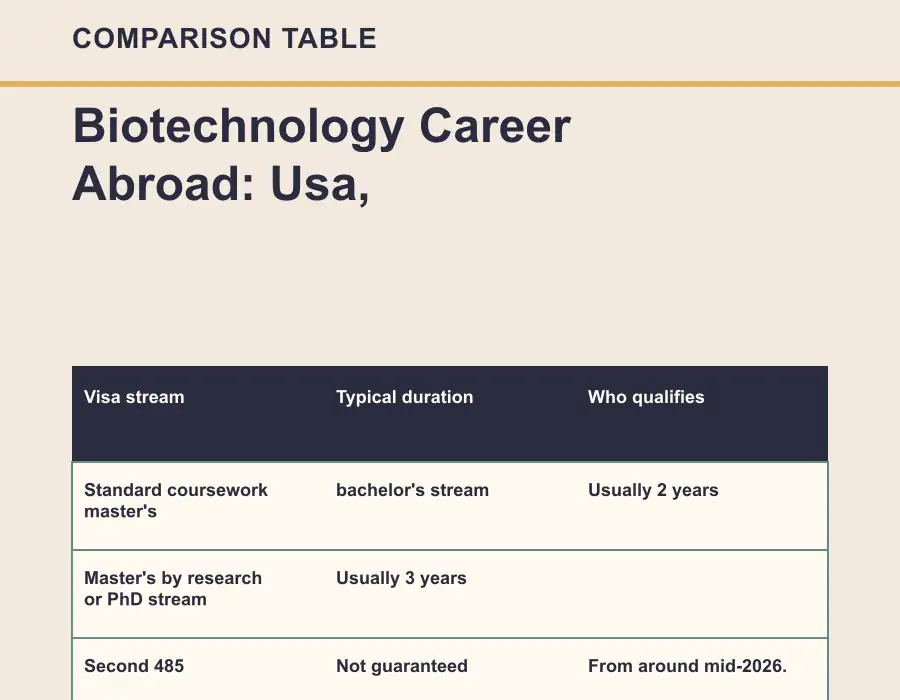 COMPARISON TABLE
Biotechnology Career
Abroad: Usa,
Visa stream Typical duration Who qualifies
Standard coursework bachelor's stream Usually 2 years
master's
Master's by research Usually 3 years
or PhD stream
Second 485 Not guaranteed From around mid-2026.